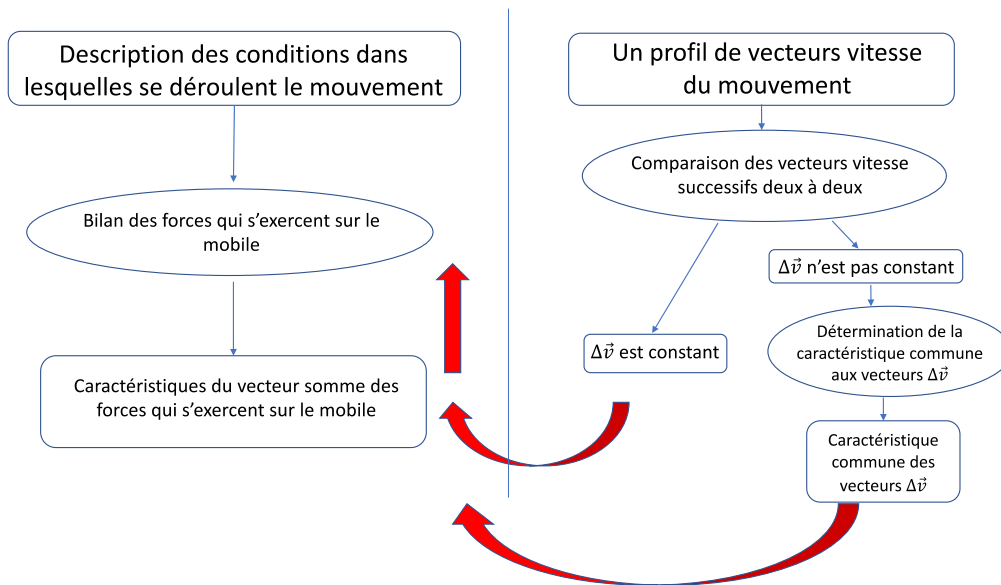 Description des conditions dans
lesquelles se déroulent le mouvement
Bilan des forces qui s’exercent sur le
mobile
Caractéristiques du vecteur somme des
forces qui s’exercent sur le mobile
Un profil de vecteurs vitesse
du mouvement
Comparaison des vecteurs vitesse
successifs deux à deux
Δv⃗ n’est pas constant
Δv⃗ est constant
Détermination de la
caractéristique commune
aux vecteurs Δv⃗
Caractéristique
commune des
vecteurs Δv⃗